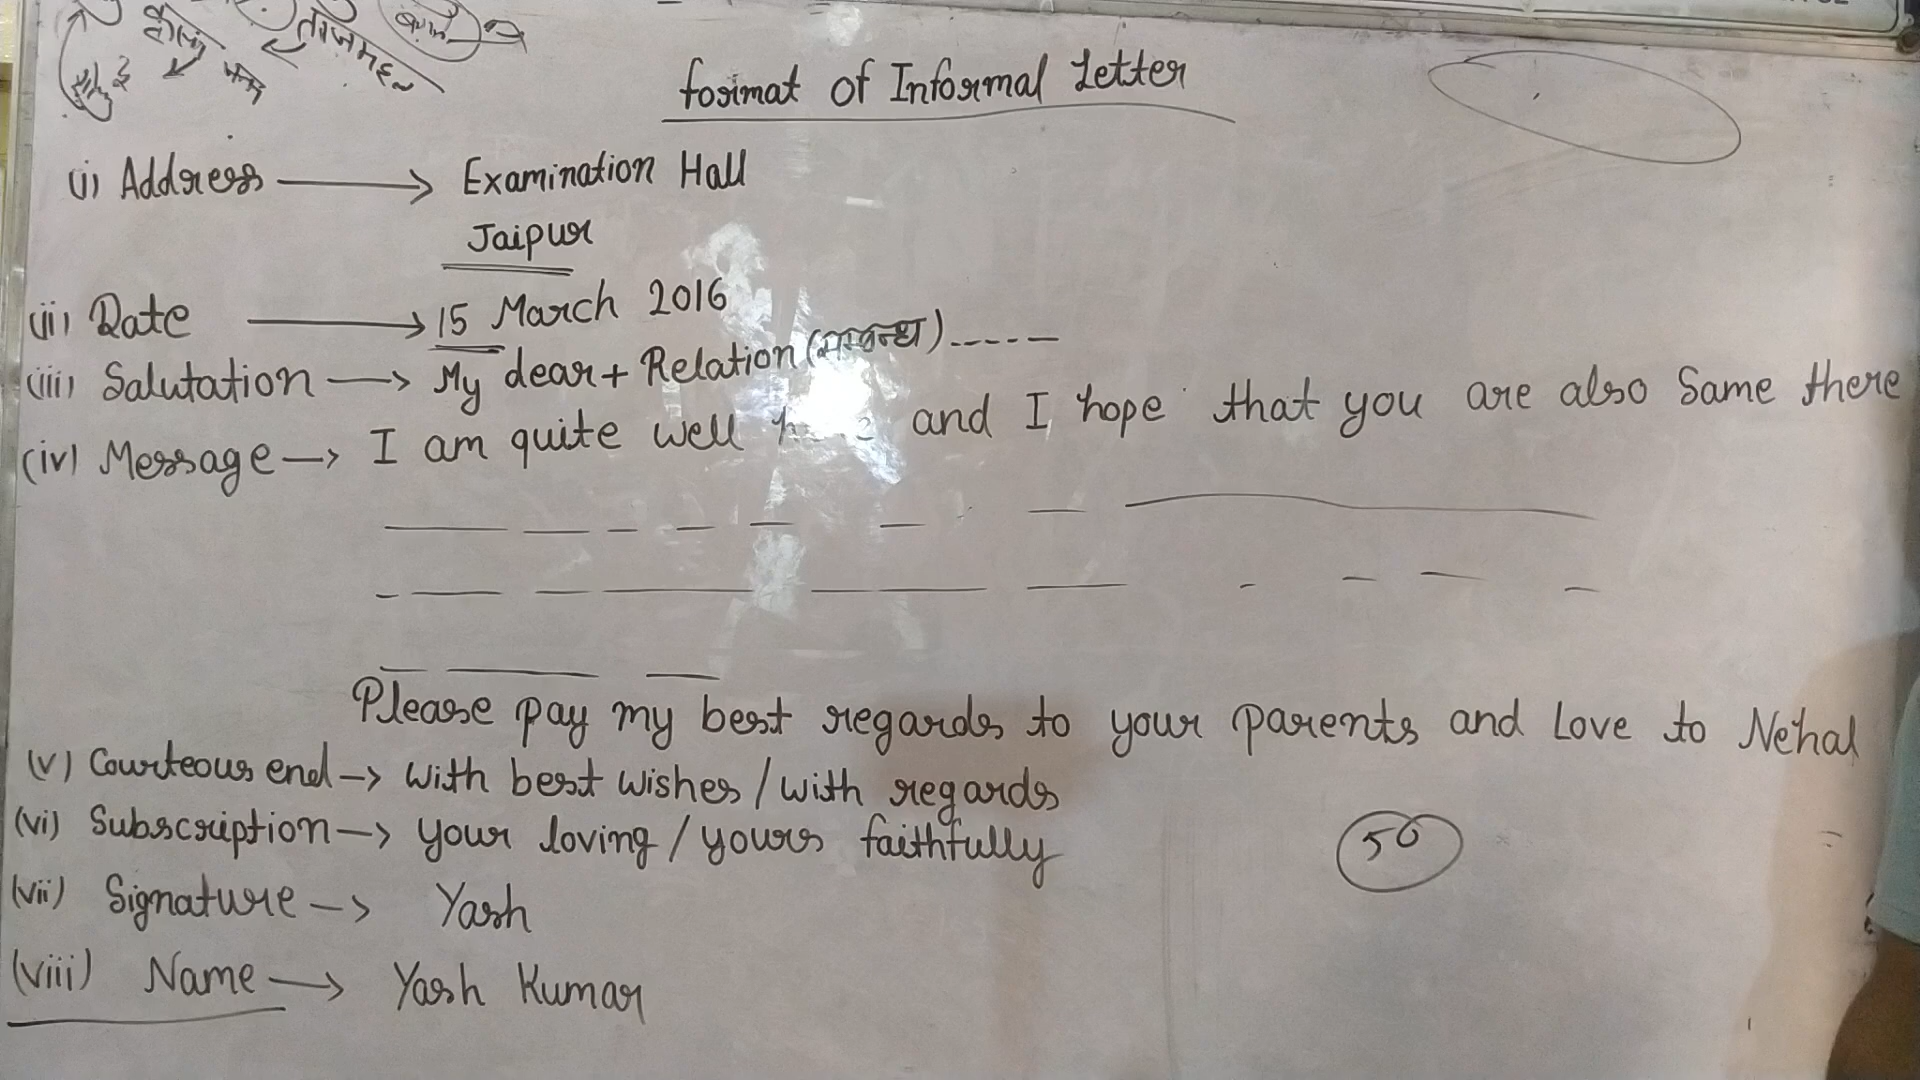 ताजमहल
Format of Informal Letter
(i) Address → Examination Hall
Jaipur
(ii) Date → 15 March 2016
(iii) Salutation → My dear + Relation (सम्बन्ध) -----
(iv) Message → I am quite well and I hope that you are also Same there
Please pay my best regards to your parents and Love to Nehal
(v) Courteous end → with best wishes / with regards
(vi) Subscription → your loving / yours faithfully
50
(vii) Signature → Yash
(viii) Name → Yash Kumar